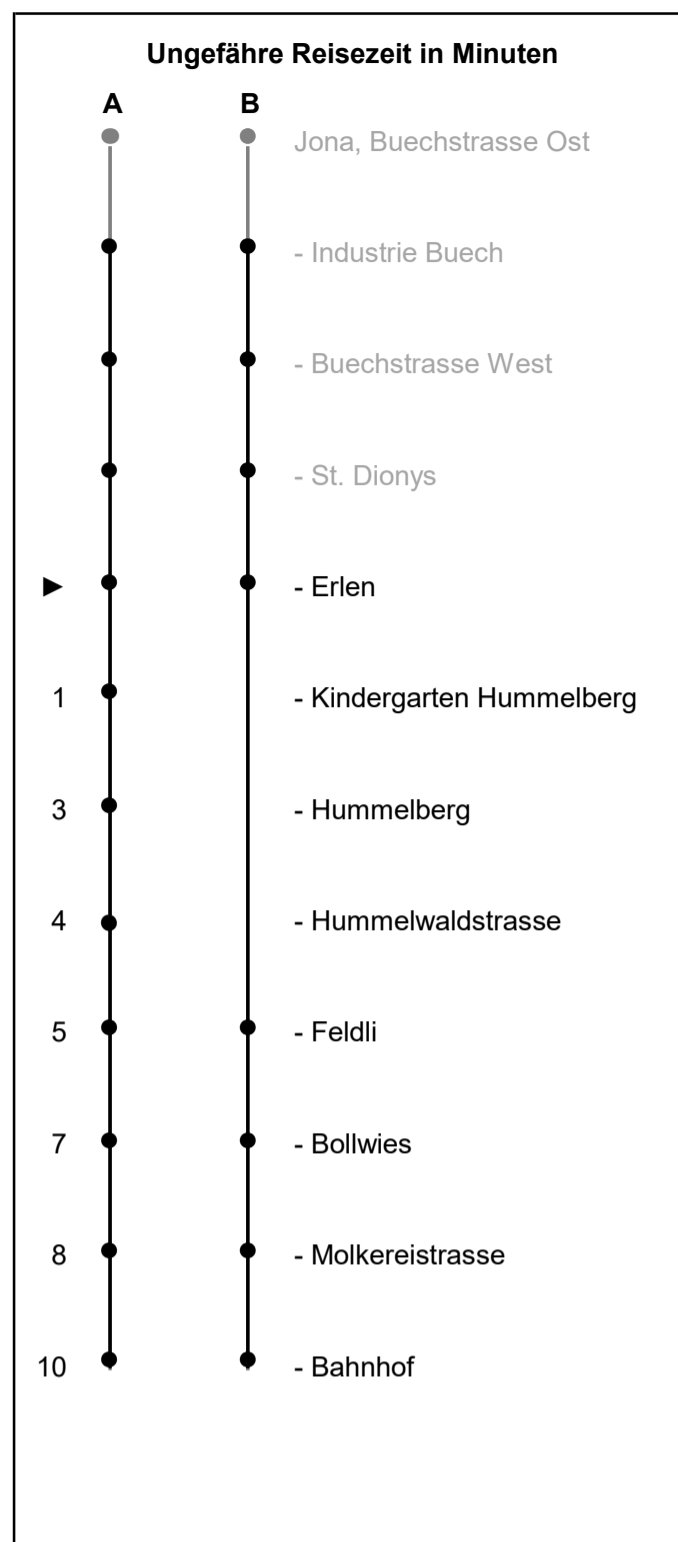 Ungefähre Reisezeit in Minuten
A B
Jona, Buechstrasse Ost
- Industrie Buech
- Buechstrasse West
- St. Dionys
► - Erlen
1 - Kindergarten Hummelberg
3 - Hummelberg
4 - Hummelwaldstrasse
5 - Feldli
7 - Bollwies
8 - Molkereistrasse
10 - Bahnhof